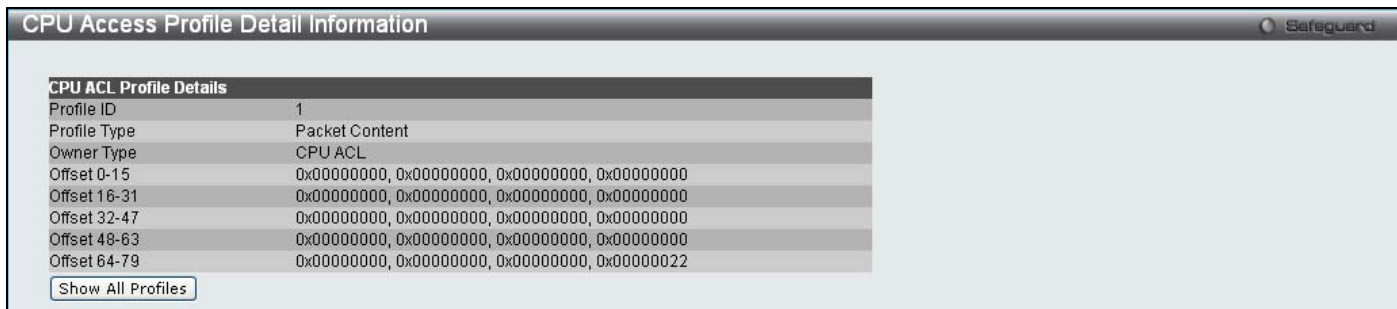 CPU Access Profile Detail Information
Safeguard
CPU ACL Profile Details
Profile ID 1
Profile Type Packet Content
Owner Type CPU ACL
Offset 0-15 0x00000000, 0x00000000, 0x00000000, 0x00000000
Offset 16-31 0x00000000, 0x00000000, 0x00000000, 0x00000000
Offset 32-47 0x00000000, 0x00000000, 0x00000000, 0x00000000
Offset 48-63 0x00000000, 0x00000000, 0x00000000, 0x00000000
Offset 64-79 0x00000000, 0x00000000, 0x00000000, 0x00000022
Show All Profiles